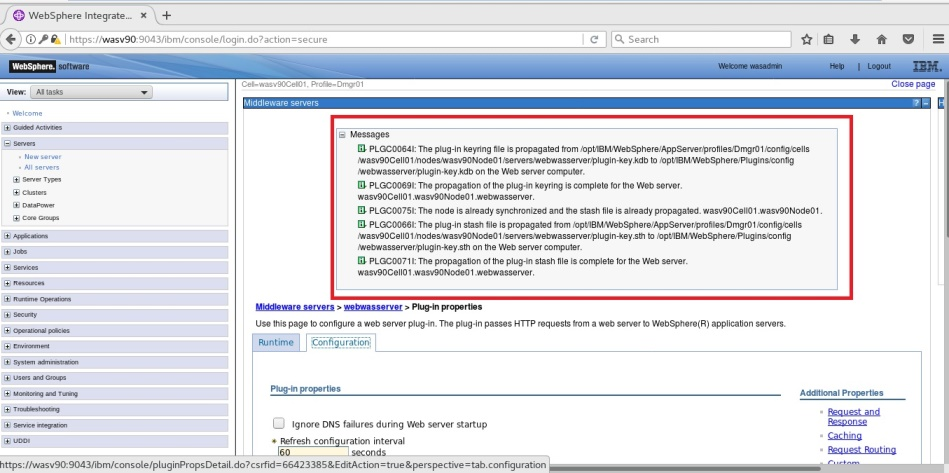 WebSphere Integrate...
https://wasv90:9043/ibm/console/login.do?action=secure
Search
WebSphere. software
Welcome wasadmin
Help | Logout
IBM.
View: All tasks
Cell=wasv90Cell01, Profile=Dmgr01
Close page
Welcome
Guided Activities
Servers
New server
All servers
Server Types
Clusters
DataPower
Core Groups
Applications
Jobs
Services
Resources
Runtime Operations
Security
Operational policies
Environment
System administration
Users and Groups
Monitoring and Tuning
Troubleshooting
Service integration
UDDI
Middleware servers
? -
H
Messages
PLGC0064I: The plug-in keyring file is propagated from /opt/IBM/WebSphere/AppServer/profiles/Dmgr01/config/cells
/wasv90Cell01/nodes/wasv90Node01/servers/webwasserver/plugin-key.kdb to /opt/IBM/WebSphere/Plugins/config
/webwasserver/plugin-key.kdb on the Web server computer.
PLGC0069I: The propagation of the plug-in keyring is complete for the Web server.
wasv90Cell01.wasv90Node01.webwasserver.
PLGC0075I: The node is already synchronized and the stash file is already propagated. wasv90Cell01.wasv90Node01.
PLGC0066I: The plug-in stash file is propagated from /opt/IBM/WebSphere/AppServer/profiles/Dmgr01/config/cells
/wasv90Cell01/nodes/wasv90Node01/servers/webwasserver/plugin-key.sth to /opt/IBM/WebSphere/Plugins/config
/webwasserver/plugin-key.sth on the Web server computer.
PLGC0071I: The propagation of the plug-in stash file is complete for the Web server.
wasv90Cell01.wasv90Node01.webwasserver.
Middleware servers > webwasserver > Plug-in properties
Use this page to configure a web server plug-in. The plug-in passes HTTP requests from a web server to WebSphere(R) application servers.
Runtime
Configuration
Plug-in properties
Ignore DNS failures during Web server startup
* Refresh configuration interval
60 seconds
Additional Properties
Request and
Response
Caching
Request Routing
Custom
https://wasv90:9043/ibm/console/pluginPropsDetail.do?csrfid=66423385&EditAction=true&perspective=tab.configuration